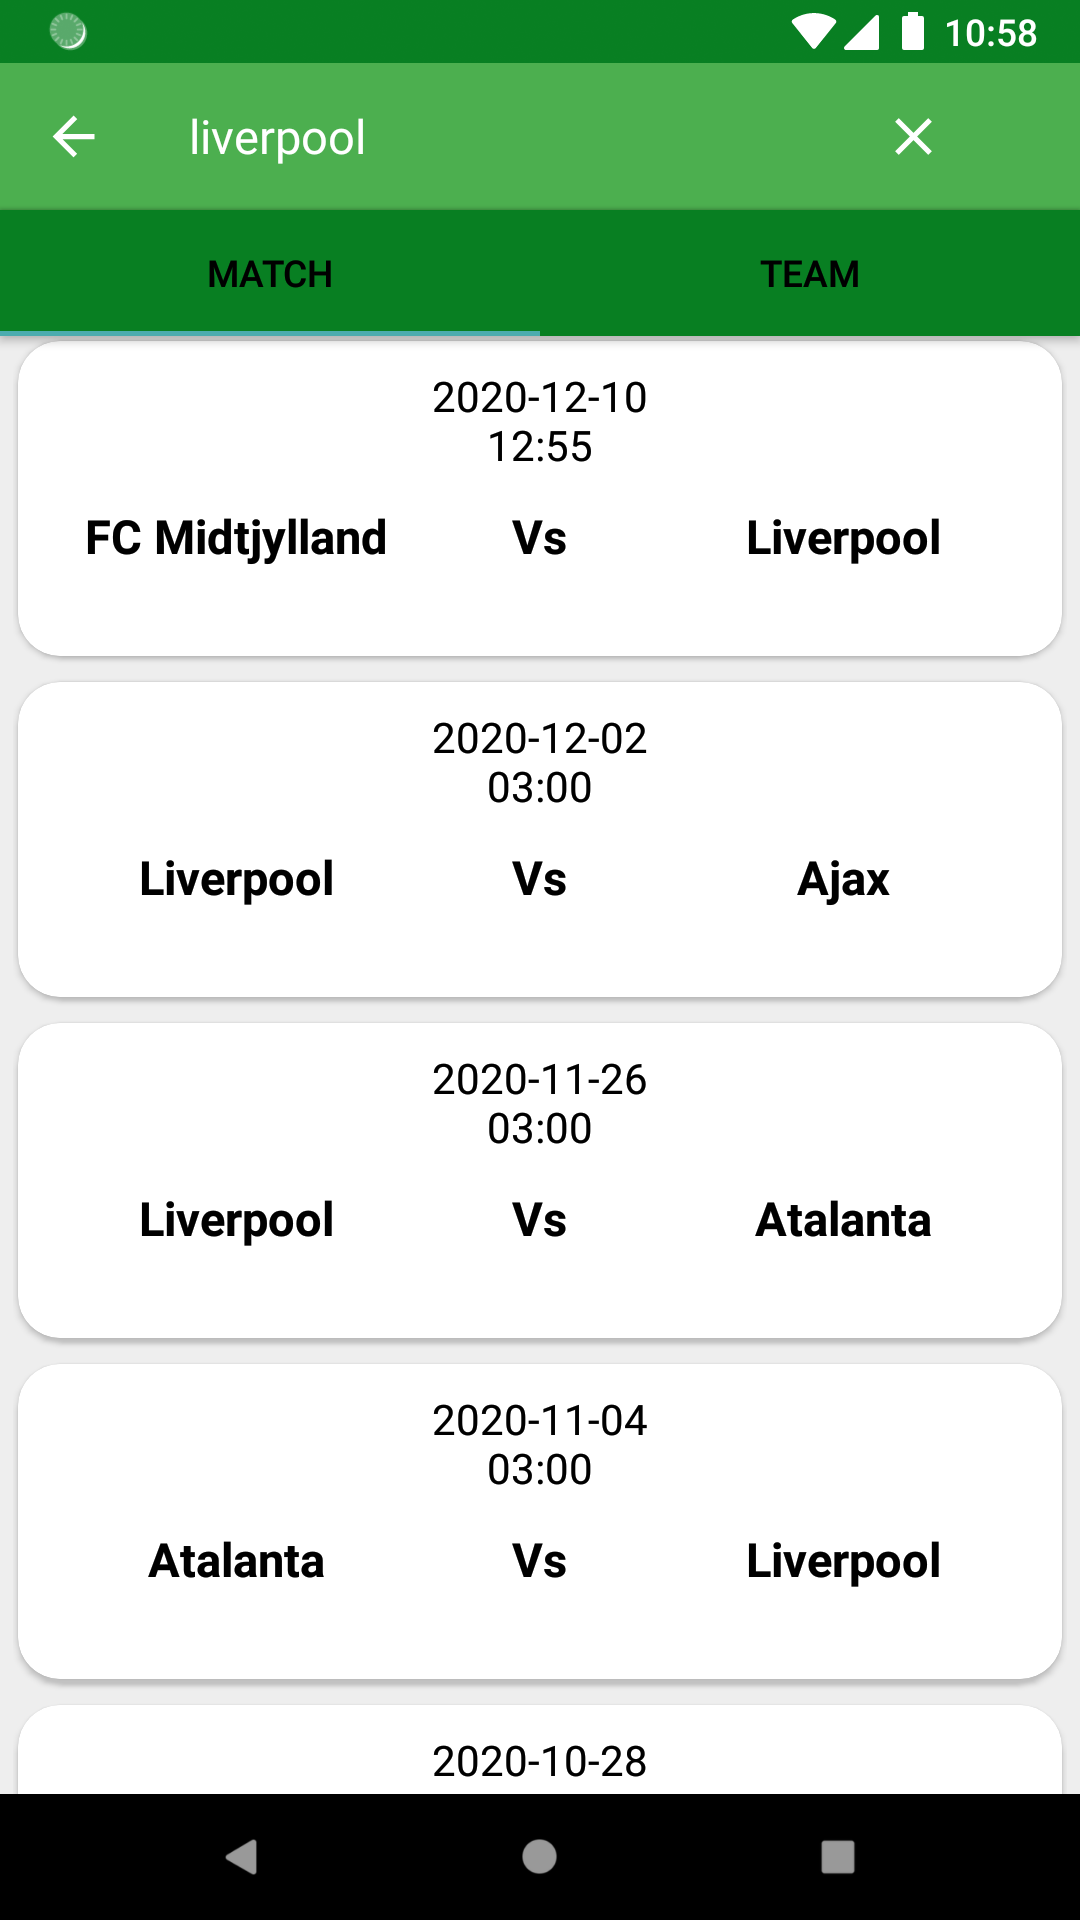 10:58
liverpool
MATCH TEAM
2020-12-10
12:55
FC Midtjylland Vs Liverpool
2020-12-02
03:00
Liverpool Vs Ajax
2020-11-26
03:00
Liverpool Vs Atalanta
2020-11-04
03:00
Atalanta Vs Liverpool
2020-10-28